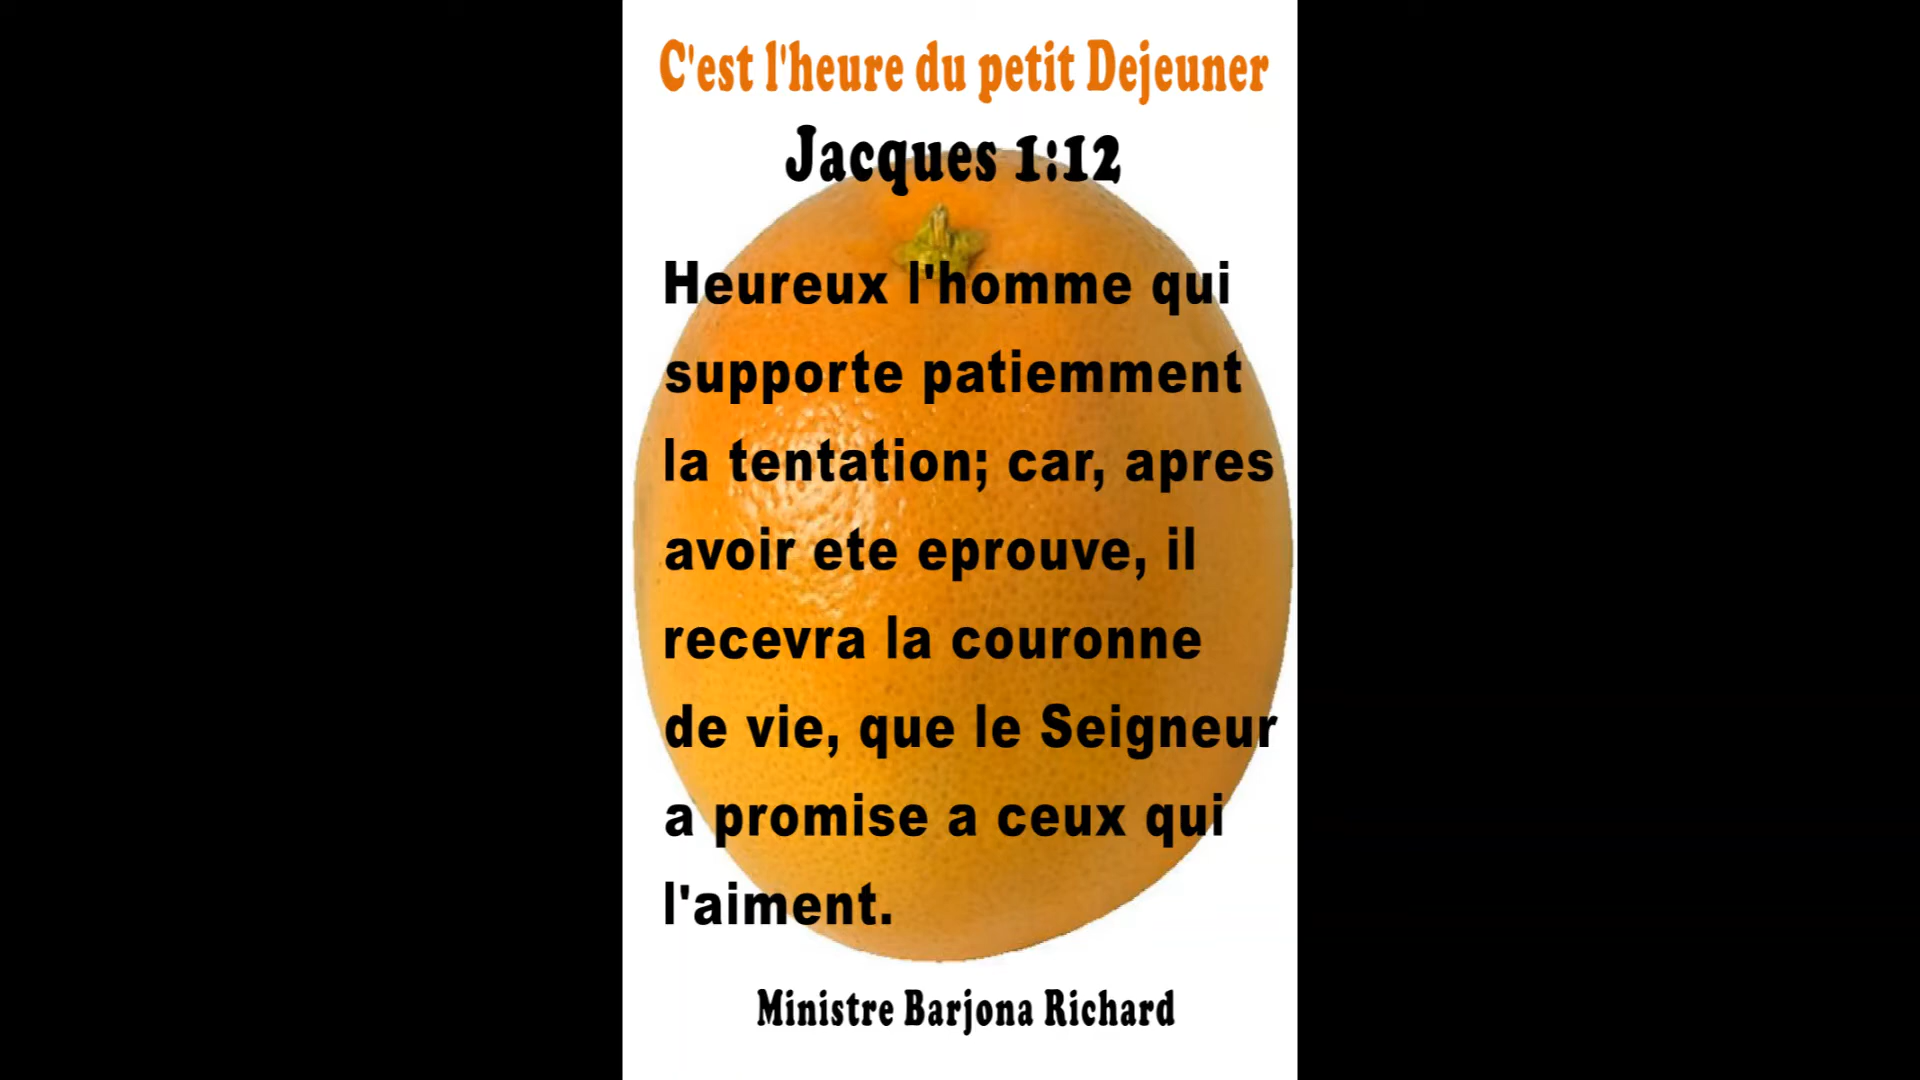 C'est l'heure du petit Dejeuner
Jacques 1:12
Heureux l'homme qui
supporte patiemment
la tentation; car, apres
avoir ete eprouve, il
recevra la couronne
de vie, que le Seigneur
a promise a ceux qui
l'aiment.
Ministre Barjona Richard